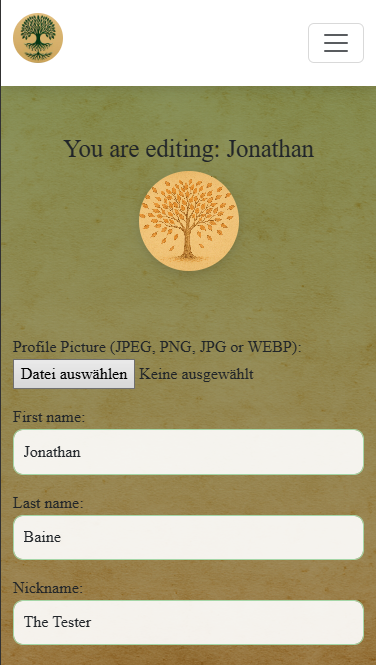 You are editing: Jonathan
Profile Picture (JPEG, PNG, JPG or WEBP):
Datei auswählen Keine ausgewählt
First name:
Jonathan
Last name:
Baine
Nickname:
The Tester